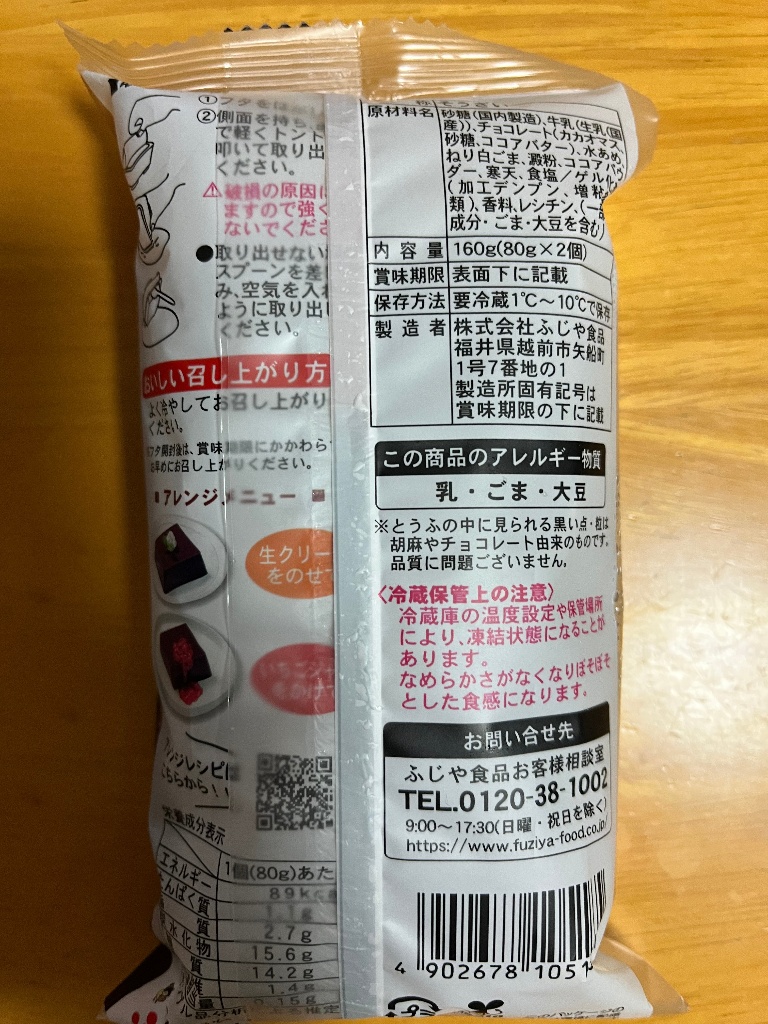 ②側面を持ち
で軽くトント
叩いて取り出
ください。
⚠破損の原因に
ますので強く
ないでくださ
●取り出せない
スプーンを差
み、空気を入れ
ように取り出
ください。
おいしい召し上がり方
よく冷やしてお召し上がり
ください。
フタ開封後は、賞味期限にかかわらず
お早めにお召し上がりください。
■アレンジメニュー■
生クリー
をのせて
いちごジャ
をかけて
レンジレシピは
こちらから!
栄養成分表示
1個(80g)あた
エネルギー 89kca
たんぱく質 1.1g
質 2.7g
水化物 15.6g
質 14.2g
1.4g
量 0.15g
原材料名 砂糖(国内製造)、牛乳(生乳(国
産))、チョコレート(カカオマス、
砂糖、ココアバター)、水あめ、
ねり白ごま、澱粉、ココアパウ
ダー、寒天、食塩/ゲル化
(加工デンプン、増粘
類)、香料、レシチン、(一部
成分・ごま・大豆を含む)
内容量 160g(80g×2個)
賞味期限 表面下に記載
保存方法 要冷蔵1℃~10℃で保存
製造者 株式会社ふじや食品
福井県越前市矢船町
1号7番地の1
製造所固有記号は
賞味期限の下に記載
この商品のアレルギー物質
乳・ごま・大豆
※とうふの中に見られる黒い点・粒は
胡麻やチョコレート由来のものです。
品質に問題ございません。
〈冷蔵保管上の注意〉
冷蔵庫の温度設定や保管場所
により、凍結状態になることが
あります。
なめらかさがなくなりぼそぼそ
とした食感になります。
お問い合せ先
ふじや食品お客様相談室
TEL.0120-38-1002
9:00~17:30(日曜・祝日を除く)
https://www.fuziya-food.co.jp/
4 902678 1051